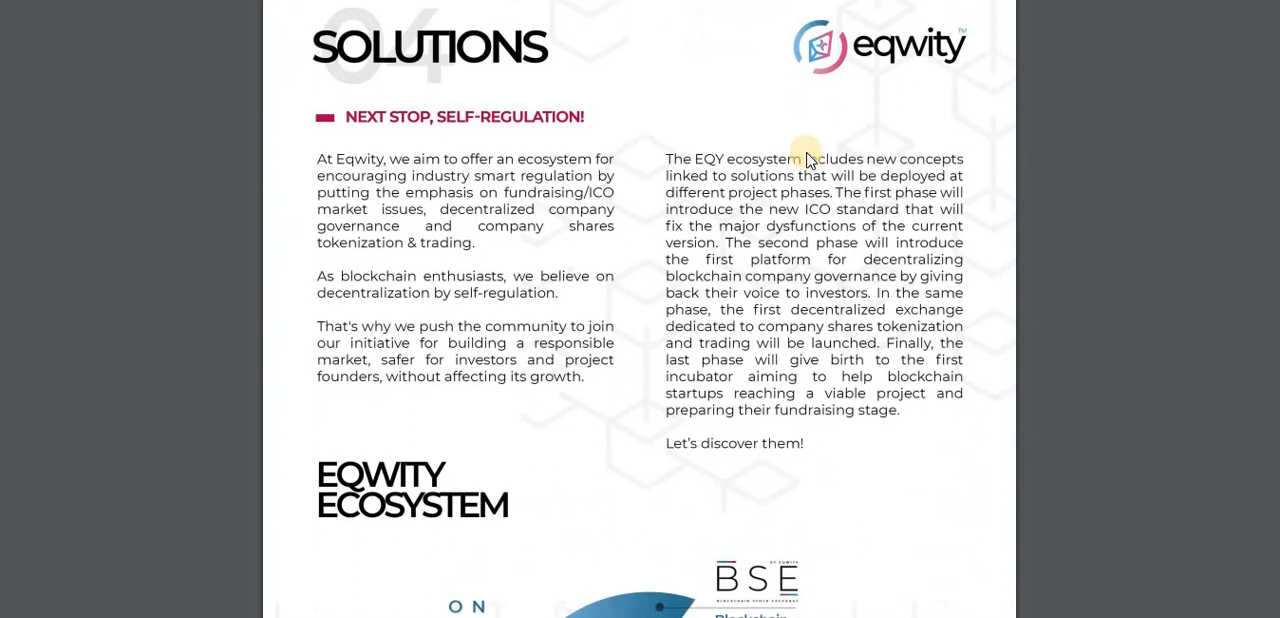 04
SOLUTIONS
eqwity™
NEXT STOP, SELF-REGULATION!
At Eqwity, we aim to offer an ecosystem for
encouraging industry smart regulation by
putting the emphasis on fundraising/ICO
market issues, decentralized company
governance and company shares
tokenization & trading.
As blockchain enthusiasts, we believe on
decentralization by self-regulation.
That's why we push the community to join
our initiative for building a responsible
market, safer for investors and project
founders, without affecting its growth.
The EQY ecosystem includes new concepts
linked to solutions that will be deployed at
different project phases. The first phase will
introduce the new ICO standard that will
fix the major dysfunctions of the current
version. The second phase will introduce
the first platform for decentralizing
blockchain company governance by giving
back their voice to investors. In the same
phase, the first decentralized exchange
dedicated to company shares tokenization
and trading will be launched. Finally, the
last phase will give birth to the first
incubator aiming to help blockchain
startups reaching a viable project and
preparing their fundraising stage.
Let's discover them!
EQWITY
ECOSYSTEM
BY EQWITY
BSE
BLOCKCHAIN STOCK EXCHANGE
ON
Blockchain